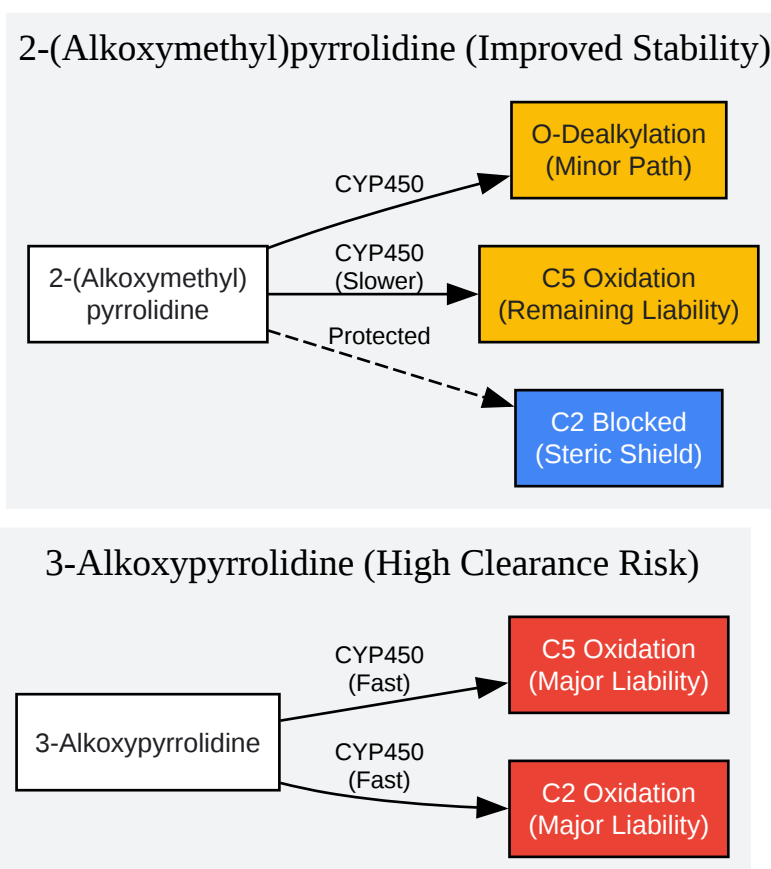 2-(Alkoxymethyl)pyrrolidine (Improved Stability)
O-Dealkylation
(Minor Path)
CYP450
2-(Alkoxymethyl)
pyrrolidine
CYP450
(Slower)
C5 Oxidation
(Remaining Liability)
Protected
C2 Blocked
(Steric Shield)
3-Alkoxypyrrolidine (High Clearance Risk)
C5 Oxidation
(Major Liability)
CYP450
(Fast)
3-Alkoxypyrrolidine
CYP450
(Fast)
C2 Oxidation
(Major Liability)